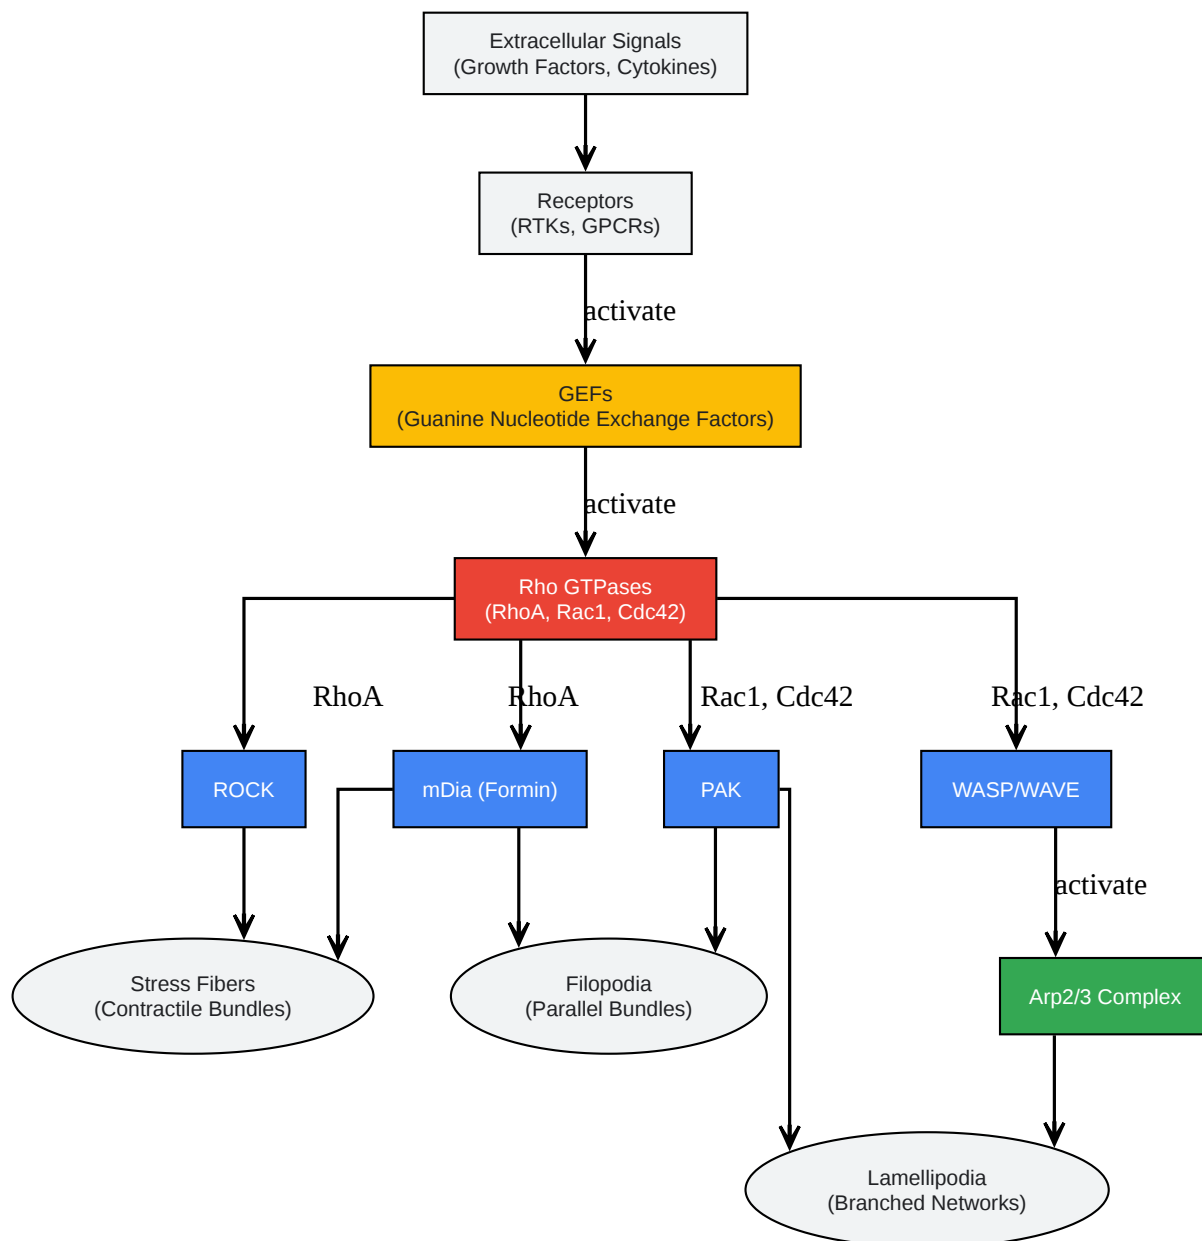 Extracellular Signals
(Growth Factors, Cytokines)
Receptors
(RTKs, GPCRs)
activate
GEFs
(Guanine Nucleotide Exchange Factors)
activate
Rho GTPases
(RhoA, Rac1, Cdc42)
RhoA
RhoA
Rac1, Cdc42
Rac1, Cdc42
ROCK
mDia (Formin)
PAK
WASP/WAVE
activate
Stress Fibers
(Contractile Bundles)
Filopodia
(Parallel Bundles)
Arp2/3 Complex
Lamellipodia
(Branched Networks)